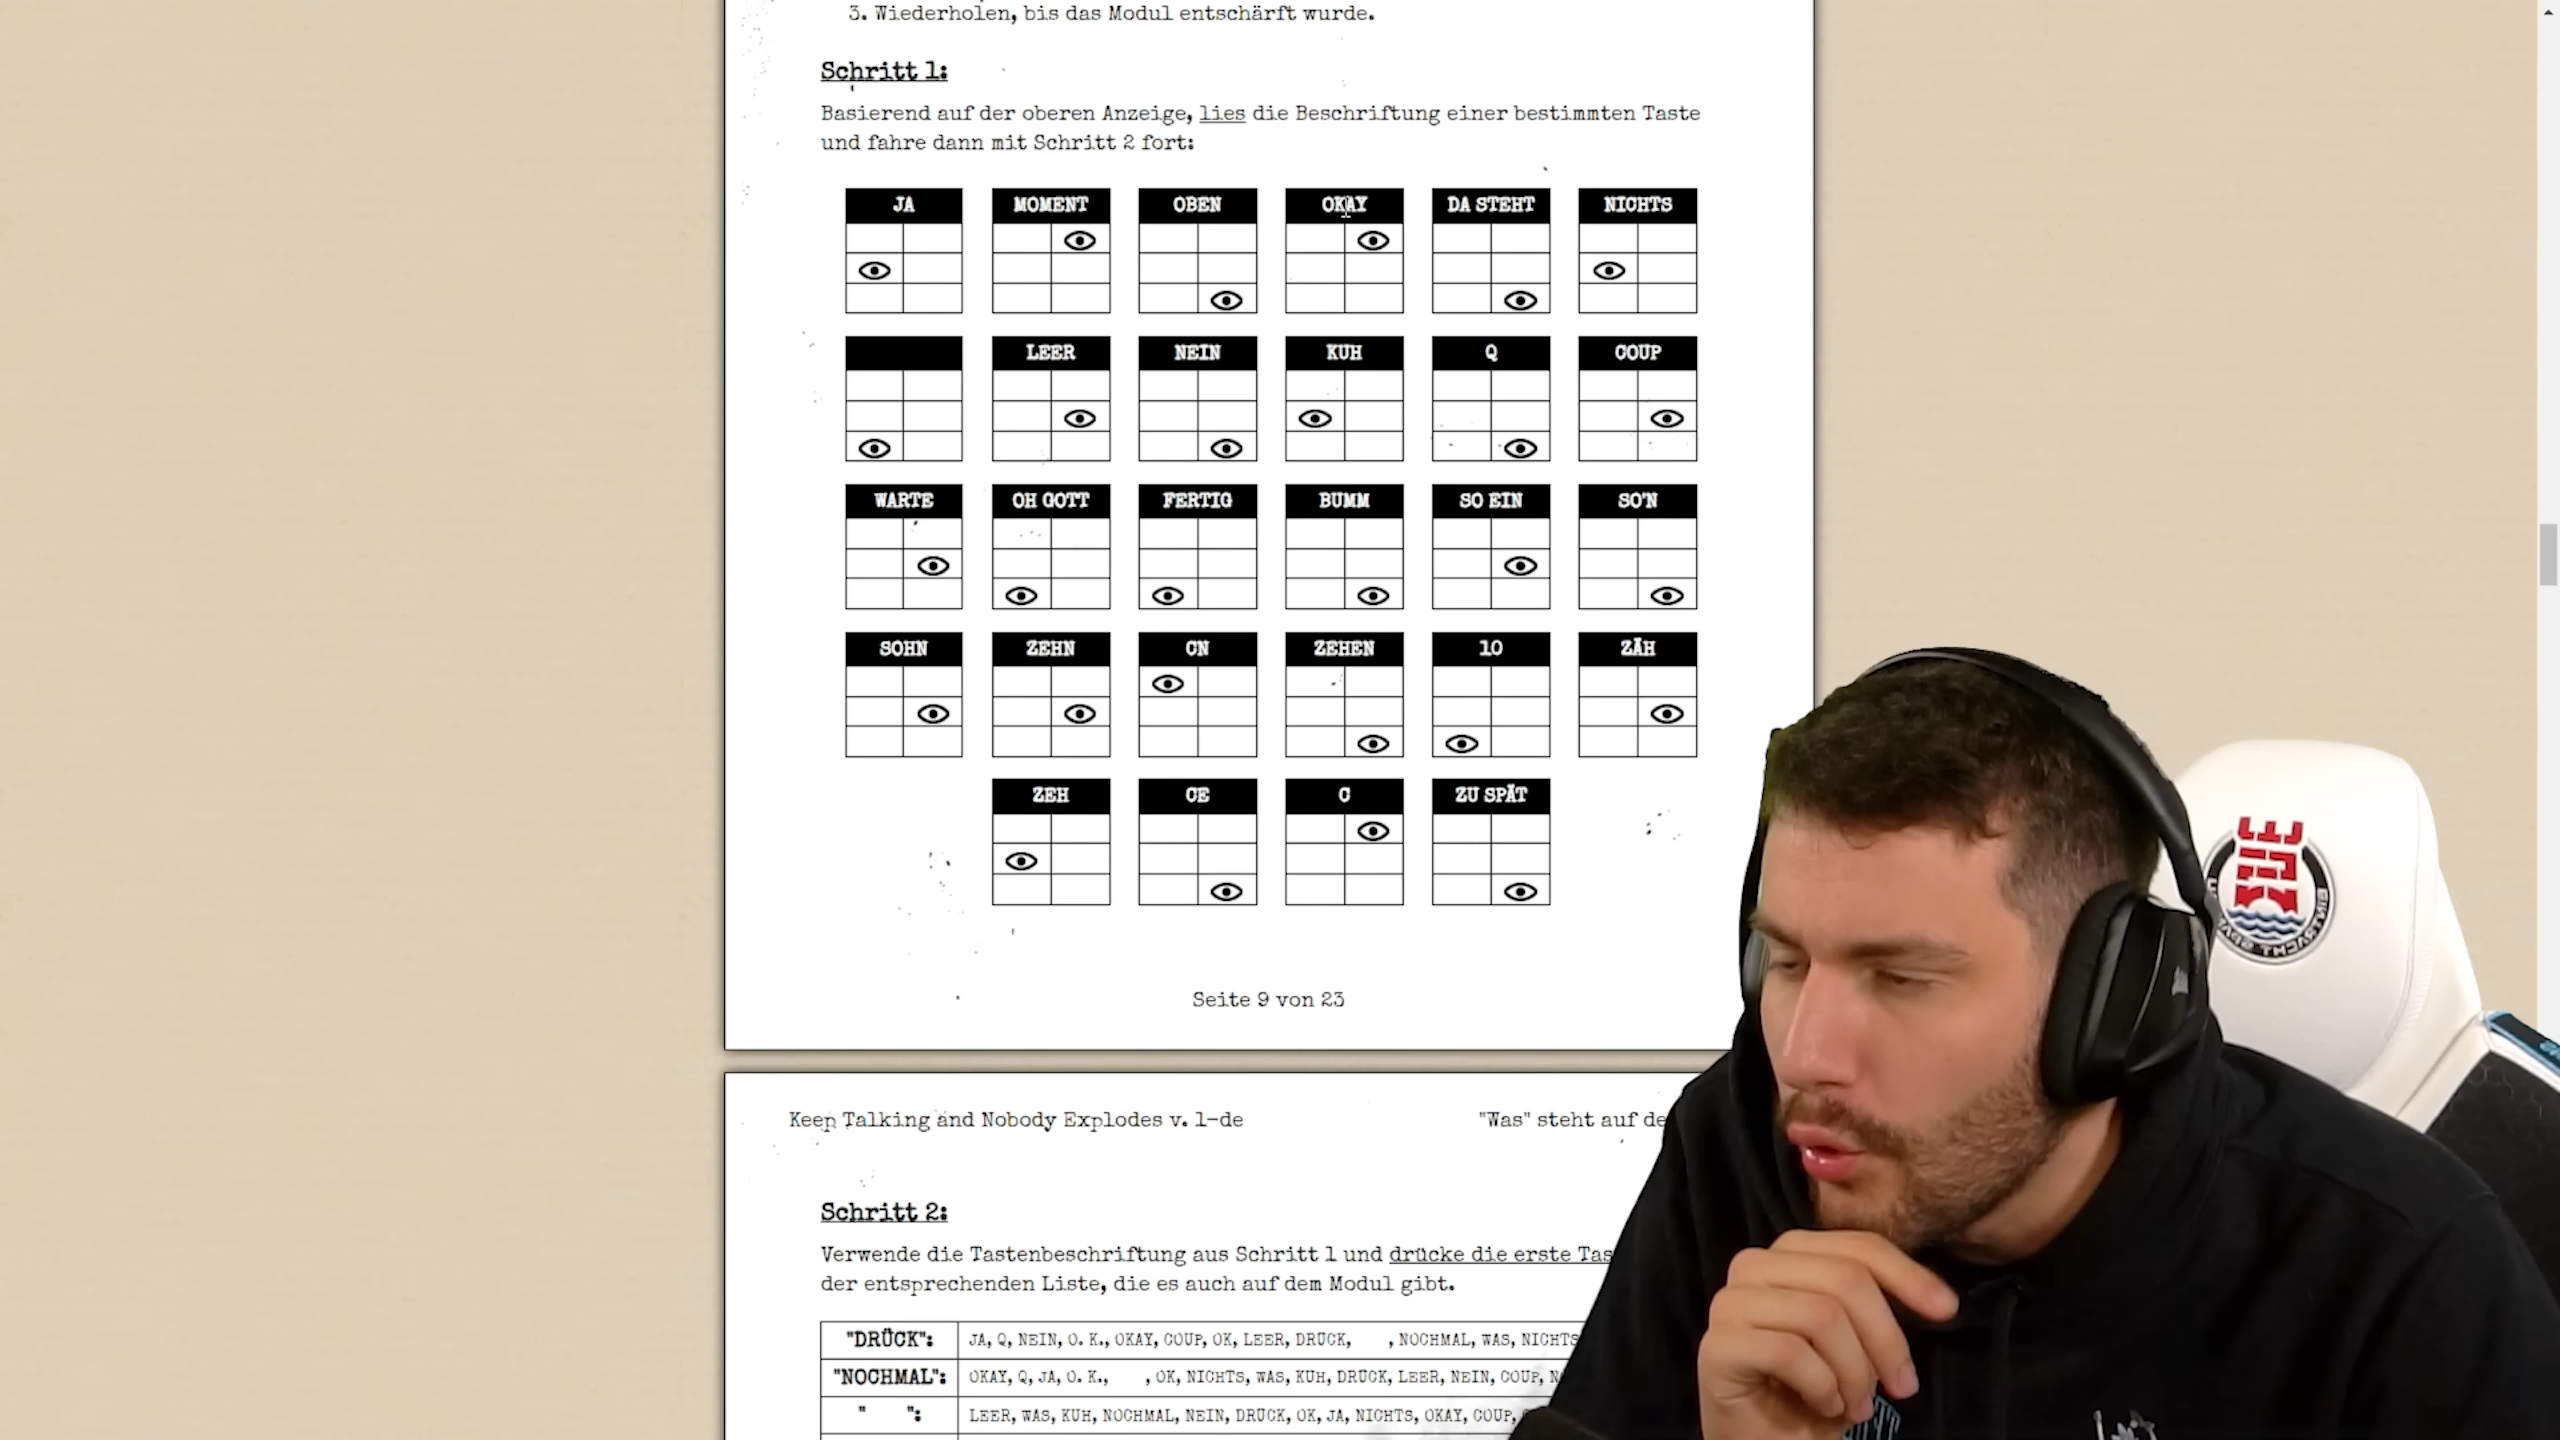 3. Wiederholen, bis das Modul entschärft wurde.
Schritt 1:
Basierend auf der oberen Anzeige, lies die Beschriftung einer bestimmten Taste
und fahre dann mit Schritt 2 fort:
JA MOMENT OBEN OKAY DA STEHT NICHTS
LEER NEIN KUH Q COUP
WARTE OH GOTT FERTIG BUMM SO EIN SO'N
SOHN ZEHN CN ZEHEN 10 ZÄH
ZEH CE C ZU SPÄT
Seite 9 von 23
Keep Talking and Nobody Explodes v. 1-de "Was" steht auf de
Schritt 2:
Verwende die Tastenbeschriftung aus Schritt 1 und drücke die erste Tas
der entsprechenden Liste, die es auch auf dem Modul gibt.
"DRÜCK": JA, Q, NEIN, O. K., OKAY, COUP, OK, LEER, DRÜCK, , NOCHMAL, WAS, NICHTS
"NOCHMAL": OKAY, Q, JA, O. K., , OK, NICHTS, WAS, KUH, DRÜCK, LEER, NEIN, COUP, N
" ": LEER, WAS, KUH, NOCHMAL, NEIN, DRÜCK, OK, JA, NICHTS, OKAY, COUP,